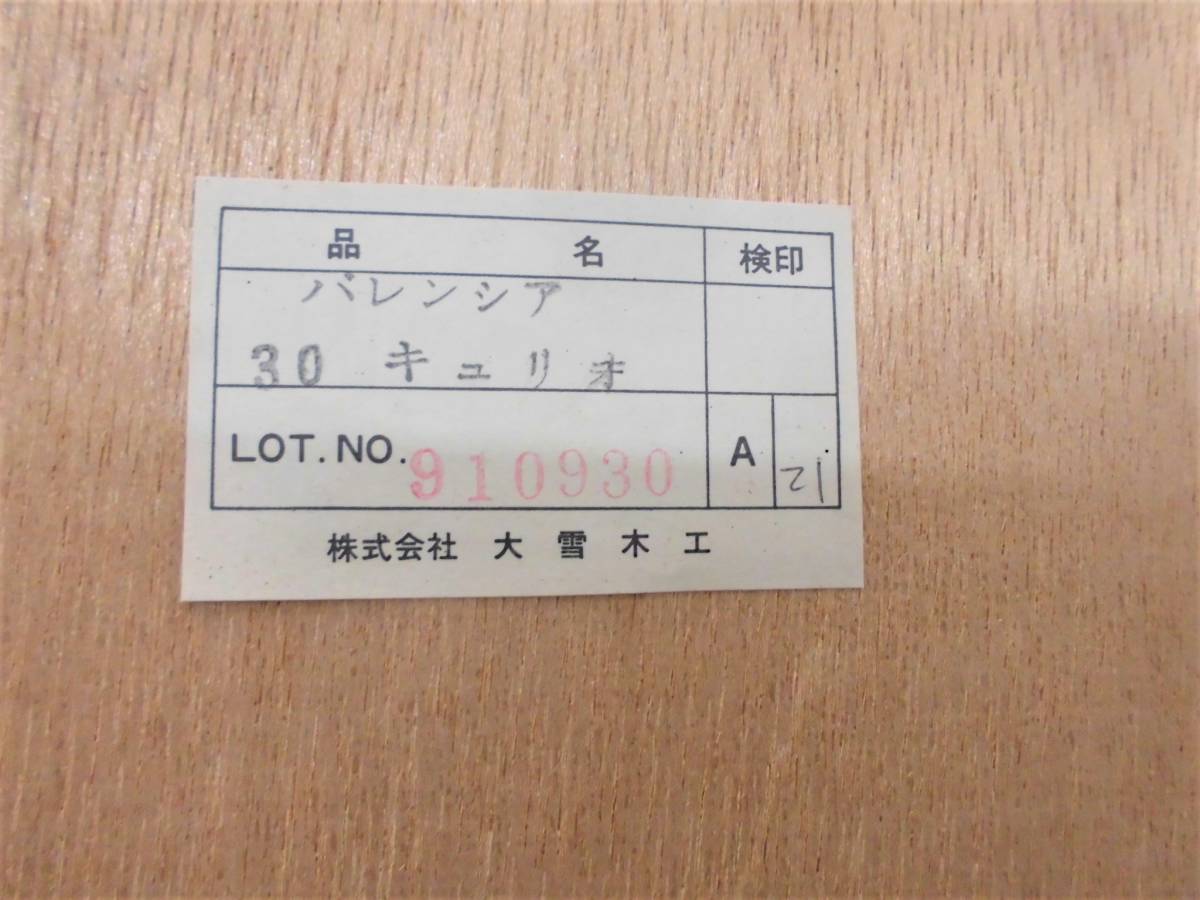 品 名 検印
バレンシア
30 キュリオ
LOT.NO. 910930 A 21
株式会社 大雪木工